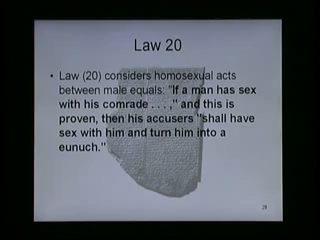 Law 20
• Law (20) considers homosexual acts
between male equals: "If a man has sex
with his comrade . . . ," and this is
proven, then his accusers "shall have
sex with him and turn him into a
eunuch."
28